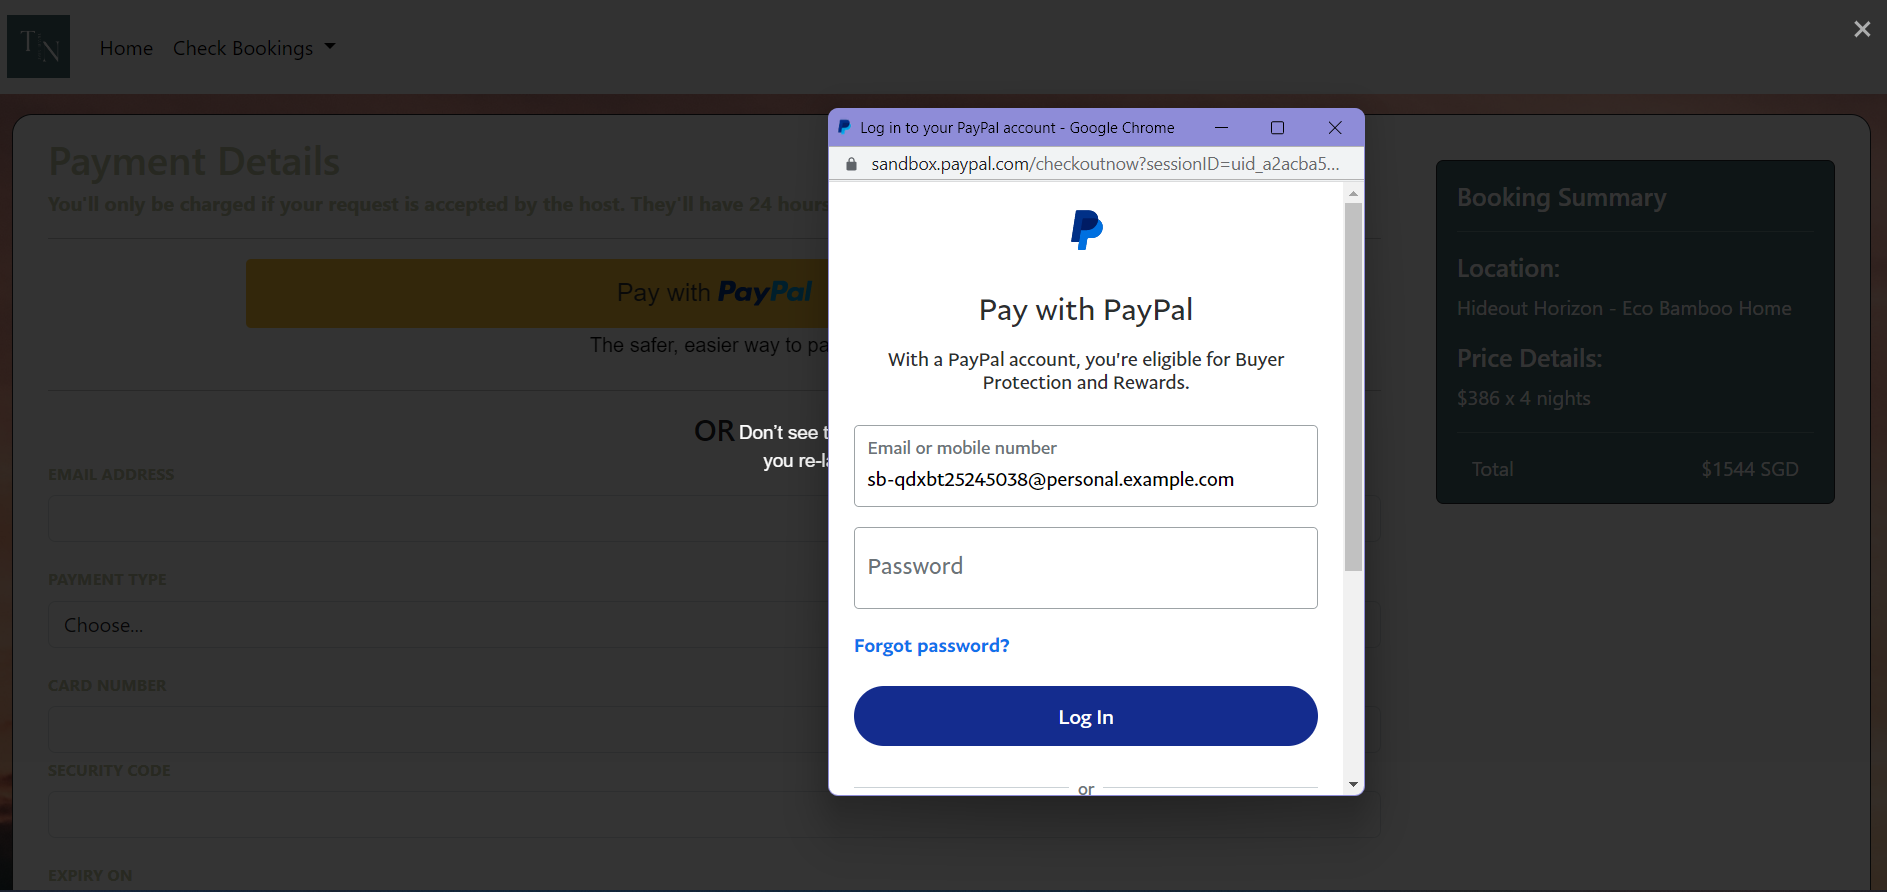 TN
Home
Check Bookings
Payment Details
You'll only be charged if your request is accepted by the host. They'll have 24 hours
Pay with PayPal
The safer, easier way to pa
OR
Don't see t
you re-la
EMAIL ADDRESS
PAYMENT TYPE
Choose...
CARD NUMBER
SECURITY CODE
EXPIRY ON
Log in to your PayPal account - Google Chrome
sandbox.paypal.com/checkoutnow?sessionID=uid_a2acba5...
Pay with PayPal
With a PayPal account, you're eligible for Buyer
Protection and Rewards.
Email or mobile number
sb-qdxbt25245038@personal.example.com
Password
Forgot password?
Log In
or
Booking Summary
Location:
Hideout Horizon - Eco Bamboo Home
Price Details:
$386 x 4 nights
Total $1544 SGD